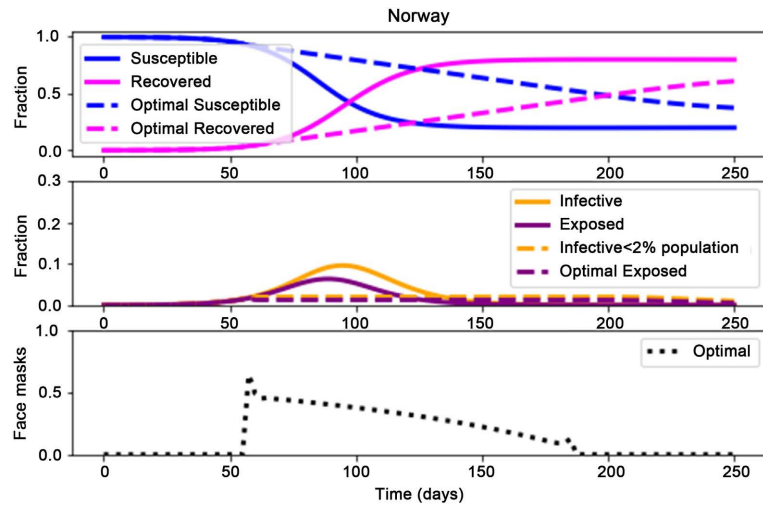 Norway
Fraction
1.0
0.5
0.0
Susceptible
Recovered
Optimal Susceptible
Optimal Recovered
0 50 100 150 200 250
Fraction
0.3
0.2
0.1
0.0
Infective
Exposed
Infective<2% population
Optimal Exposed
0 50 100 150 200 250
Face masks
1.0
0.5
0.0
Optimal
0 50 100 150 200 250
Time (days)